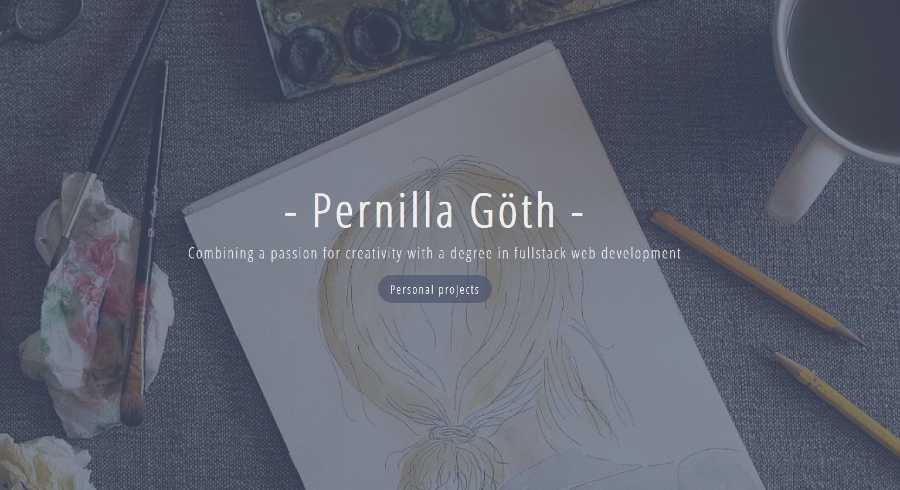 - Pernilla Göth -
Combining a passion for creativity with a degree in fullstack web development
Personal projects